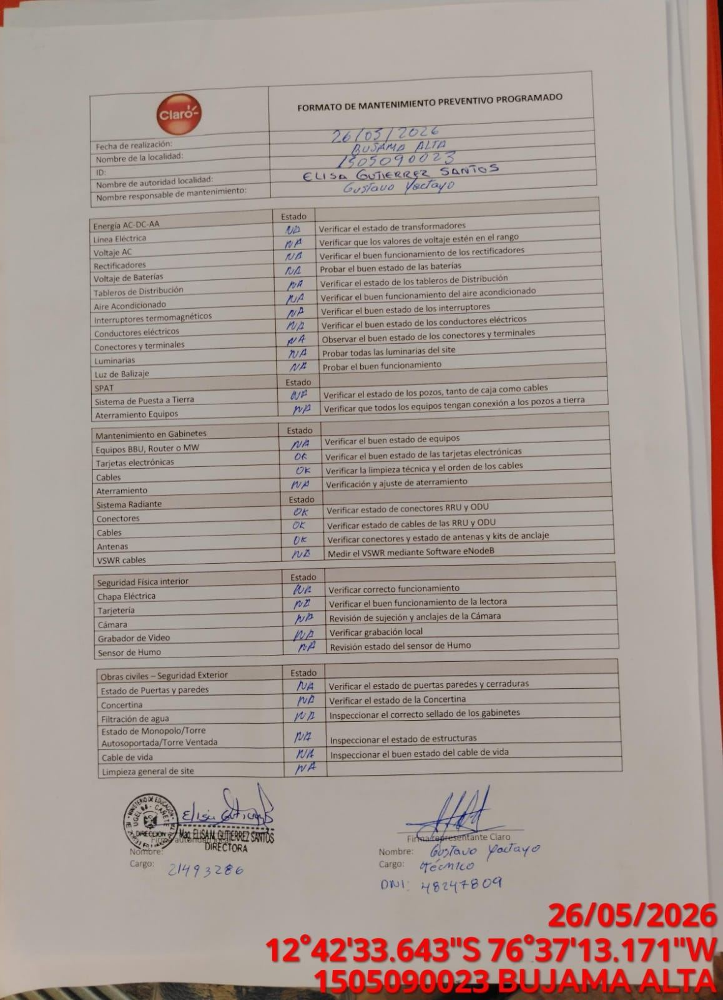 Claro
FORMATO DE MANTENIMIENTO PREVENTIVO PROGRAMADO
Fecha de realización: 26/05/2026
Nombre de la localidad: BUJAMA ALTA
ID: 1505090023
Nombre de autoridad localidad: ELISA GUTIERREZ SANTOS
Nombre responsable de mantenimiento: Gustavo Yactayo
Energía AC-DC-AA Estado
Línea Eléctrica NA Verificar el estado de transformadores
Voltaje AC NA Verificar que los valores de voltaje estén en el rango
Rectificadores NA Verificar el buen funcionamiento de los rectificadores
Voltaje de Baterías NA Probar el buen estado de las baterías
Tableros de Distribución NA Verificar el estado de los tableros de Distribución
Aire Acondicionado NA Verificar el buen funcionamiento del aire acondicionado
Interruptores termomagnéticos NA Verificar el buen estado de los interruptores
Conductores eléctricos NA Verificar el buen estado de los conductores eléctricos
Conectores y terminales NA Observar el buen estado de los conectores y terminales
Luminarias NA Probar todas las luminarias del site
Luz de Balizaje NA Probar el buen funcionamiento
SPAT Estado
Sistema de Puesta a Tierra NA Verificar el estado de los pozos, tanto de caja como cables
Aterramiento Equipos NA Verificar que todos los equipos tengan conexión a los pozos a tierra
Mantenimiento en Gabinetes Estado
Equipos BBU, Router o MW NA Verificar el buen estado de equipos
Tarjetas electrónicas OK Verificar el buen estado de las tarjetas electrónicas
Cables OK Verificar la limpieza técnica y el orden de los cables
Aterramiento NA Verificación y ajuste de aterramiento
Sistema Radiante Estado
Conectores OK Verificar estado de conectores RRU y ODU
Cables OK Verificar estado de cables de las RRU y ODU
Antenas OK Verificar conectores y estado de antenas y kits de anclaje
VSWR cables NA Medir el VSWR mediante Software eNodeB
Seguridad Física interior Estado
Chapa Eléctrica NA Verificar correcto funcionamiento
Tarjetería NA Verificar el buen funcionamiento de la lectora
Cámara NA Revisión de sujeción y anclajes de la Cámara
Grabador de Video NA Verificar grabación local
Sensor de Humo NA Revisión estado del sensor de Humo
Obras civiles – Seguridad Exterior Estado
Estado de Puertas y paredes NA Verificar el estado de puertas paredes y cerraduras
Concertina NA Verificar el estado de la Concertina
Filtración de agua NA Inspeccionar el correcto sellado de los gabinetes
Estado de Monopolo/Torre
Autosoportada/Torre Ventada NA Inspeccionar el estado de estructuras
Cable de vida NA Inspeccionar el buen estado del cable de vida
Limpieza general de site NA
MINISTERIO DE EDUCACIÓN
UGEL 08 - CAÑETE
DIRECCION
Mag. ELISA M. GUTIERREZ SANTOS
DIRECTORA
Firma autoridad
Nombre:
Cargo: 21493286
Firma representante Claro
Nombre: Gustavo Yactayo
Cargo: técnico
DNI: 48247809
26/05/2026
12°42'33.643"S 76°37'13.171"W
1505090023 BUJAMA ALTA